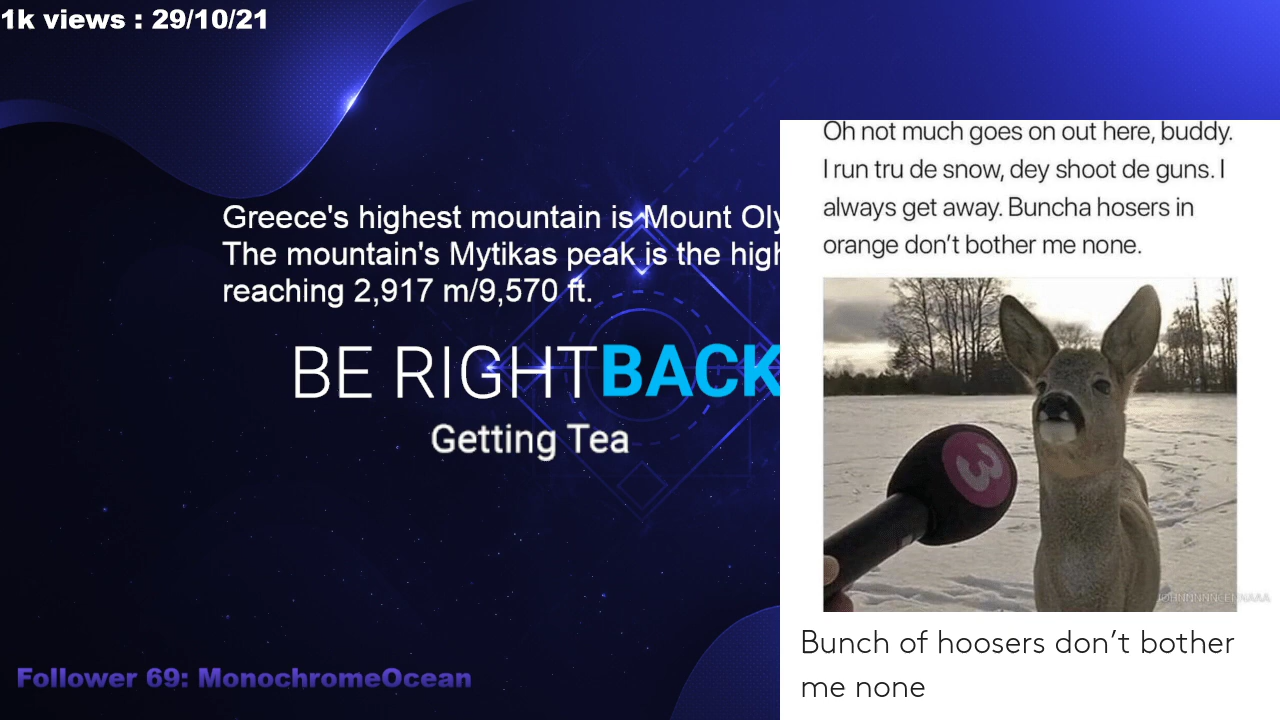 1k views : 29/10/21
Greece's highest mountain is Mount Oly
The mountain's Mytikas peak is the high
reaching 2,917 m/9,570 ft.
BE RIGHTBACK
Getting Tea
Follower 69: MonochromeOcean
Oh not much goes on out here, buddy.
I run tru de snow, dey shoot de guns. I
always get away. Buncha hosers in
orange don’t bother me none.
3
Bunch of hoosers don’t bother
me none